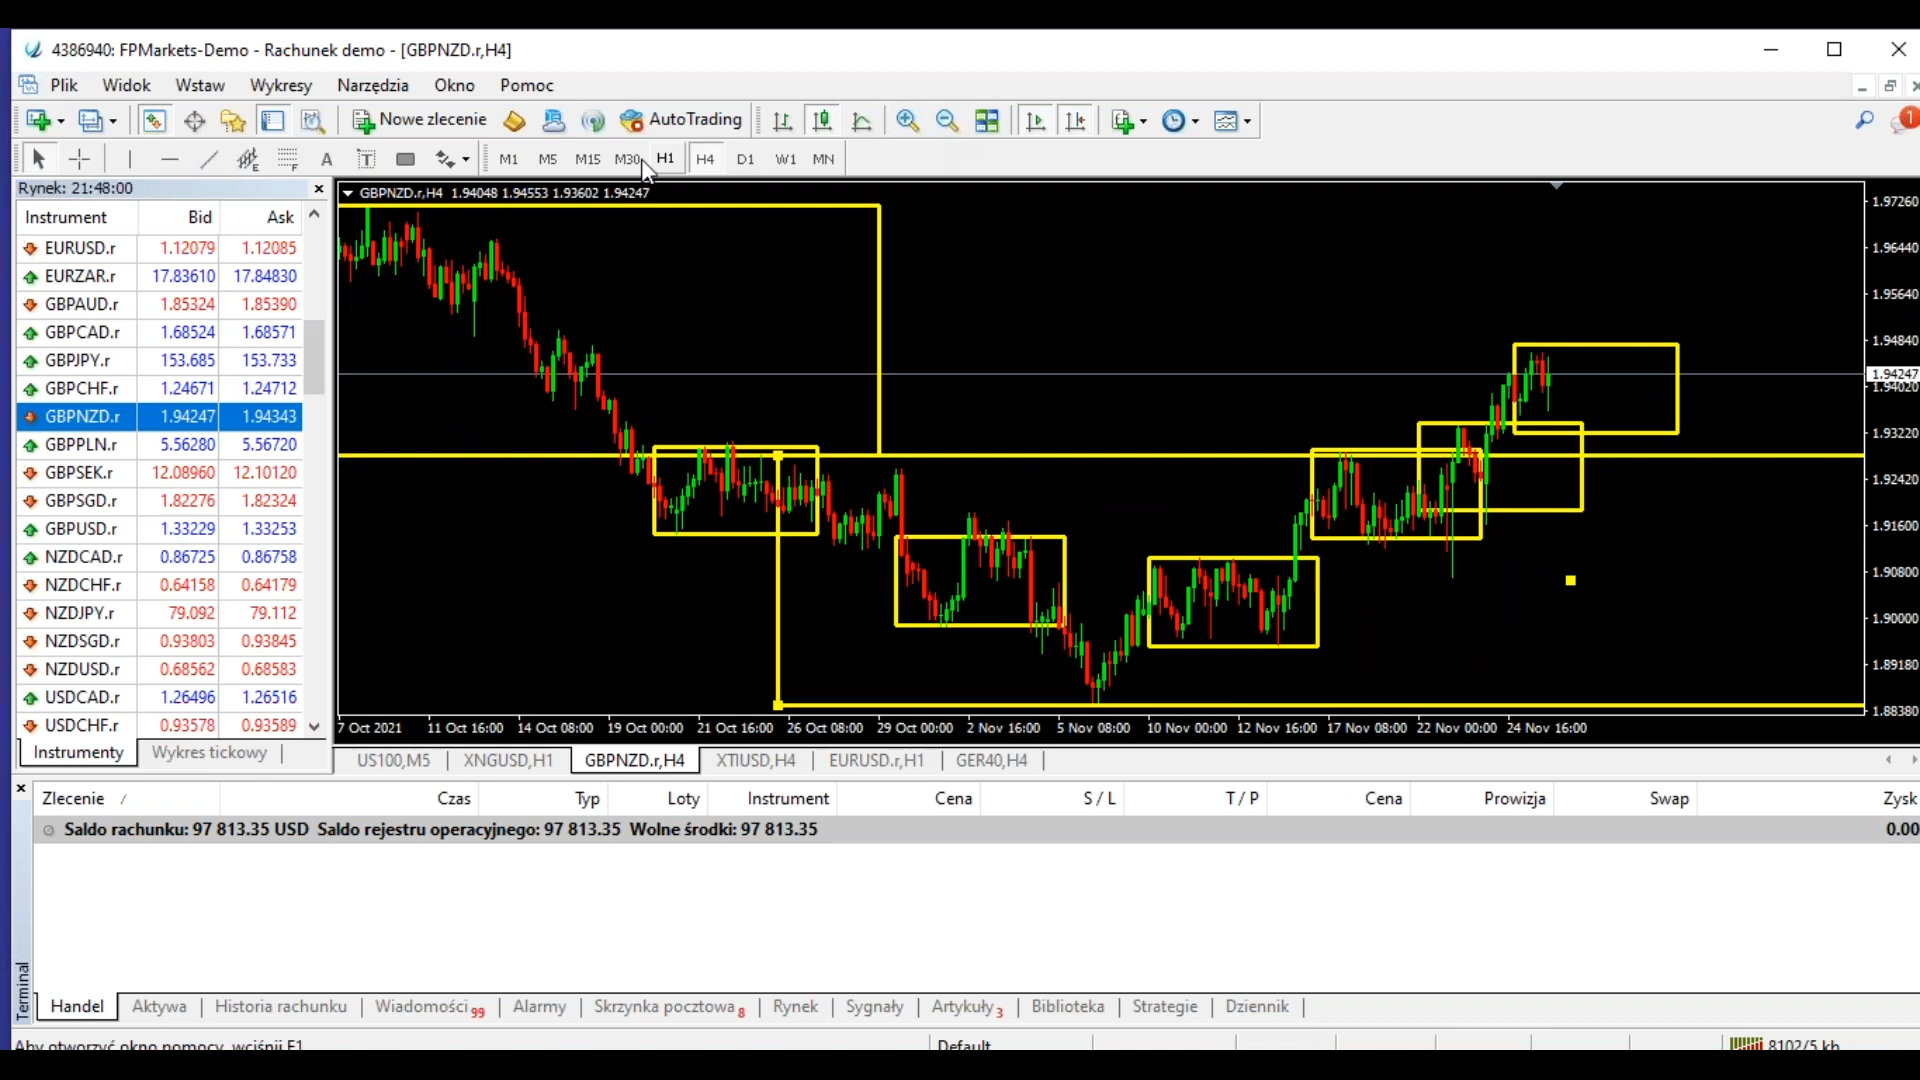 4386940: FPMarkets-Demo - Rachunek demo - [GBPNZD.r,H4]
Plik Widok Wstaw Wykresy Narzędzia Okno Pomoc
Nowe zlecenie AutoTrading 1
A T M1 M5 M15 M30 H1 H4 D1 W1 MN
Rynek: 21:48:00
Instrument Bid Ask
EURUSD.r 1.12079 1.12085
EURZAR.r 17.83610 17.84830
GBPAUD.r 1.85324 1.85390
GBPCAD.r 1.68524 1.68571
GBPJPY.r 153.685 153.733
GBPCHF.r 1.24671 1.24712
GBPNZD.r 1.94247 1.94343
GBPPLN.r 5.56280 5.56720
GBPSEK.r 12.08960 12.10120
GBPSGD.r 1.82276 1.82324
GBPUSD.r 1.33229 1.33253
NZDCAD.r 0.86725 0.86758
NZDCHF.r 0.64158 0.64179
NZDJPY.r 79.092 79.112
NZDSGD.r 0.93803 0.93845
NZDUSD.r 0.68562 0.68583
USDCAD.r 1.26496 1.26516
USDCHF.r 0.93578 0.93589
Instrumenty Wykres tickowy
GBPNZD.r,H4 1.94048 1.94553 1.93602 1.94247
1.97260
1.96440
1.95640
1.94840
1.94247
1.94020
1.93220
1.92420
1.91600
1.90800
1.90000
1.89180
1.88380
7 Oct 2021 11 Oct 16:00 14 Oct 08:00 19 Oct 00:00 21 Oct 16:00 26 Oct 08:00 29 Oct 00:00 2 Nov 16:00 5 Nov 08:00 10 Nov 00:00 12 Nov 16:00 17 Nov 08:00 22 Nov 00:00 24 Nov 16:00
US100,M5 XNGUSD,H1 GBPNZD.r,H4 XTIUSD,H4 EURUSD.r,H1 GER40,H4
Zlecenie / Czas Typ Loty Instrument Cena S / L T / P Cena Prowizja Swap Zysk
Saldo rachunku: 97 813.35 USD Saldo rejestru operacyjnego: 97 813.35 Wolne środki: 97 813.35 0.00
Terminal
Handel Aktywa Historia rachunku Wiadomości 99 Alarmy Skrzynka pocztowa 8 Rynek Sygnały Artykuły 3 Biblioteka Strategie Dziennik
Aby otworzyć okno pomocy, wciśnij F1 Default 8102/5 kb